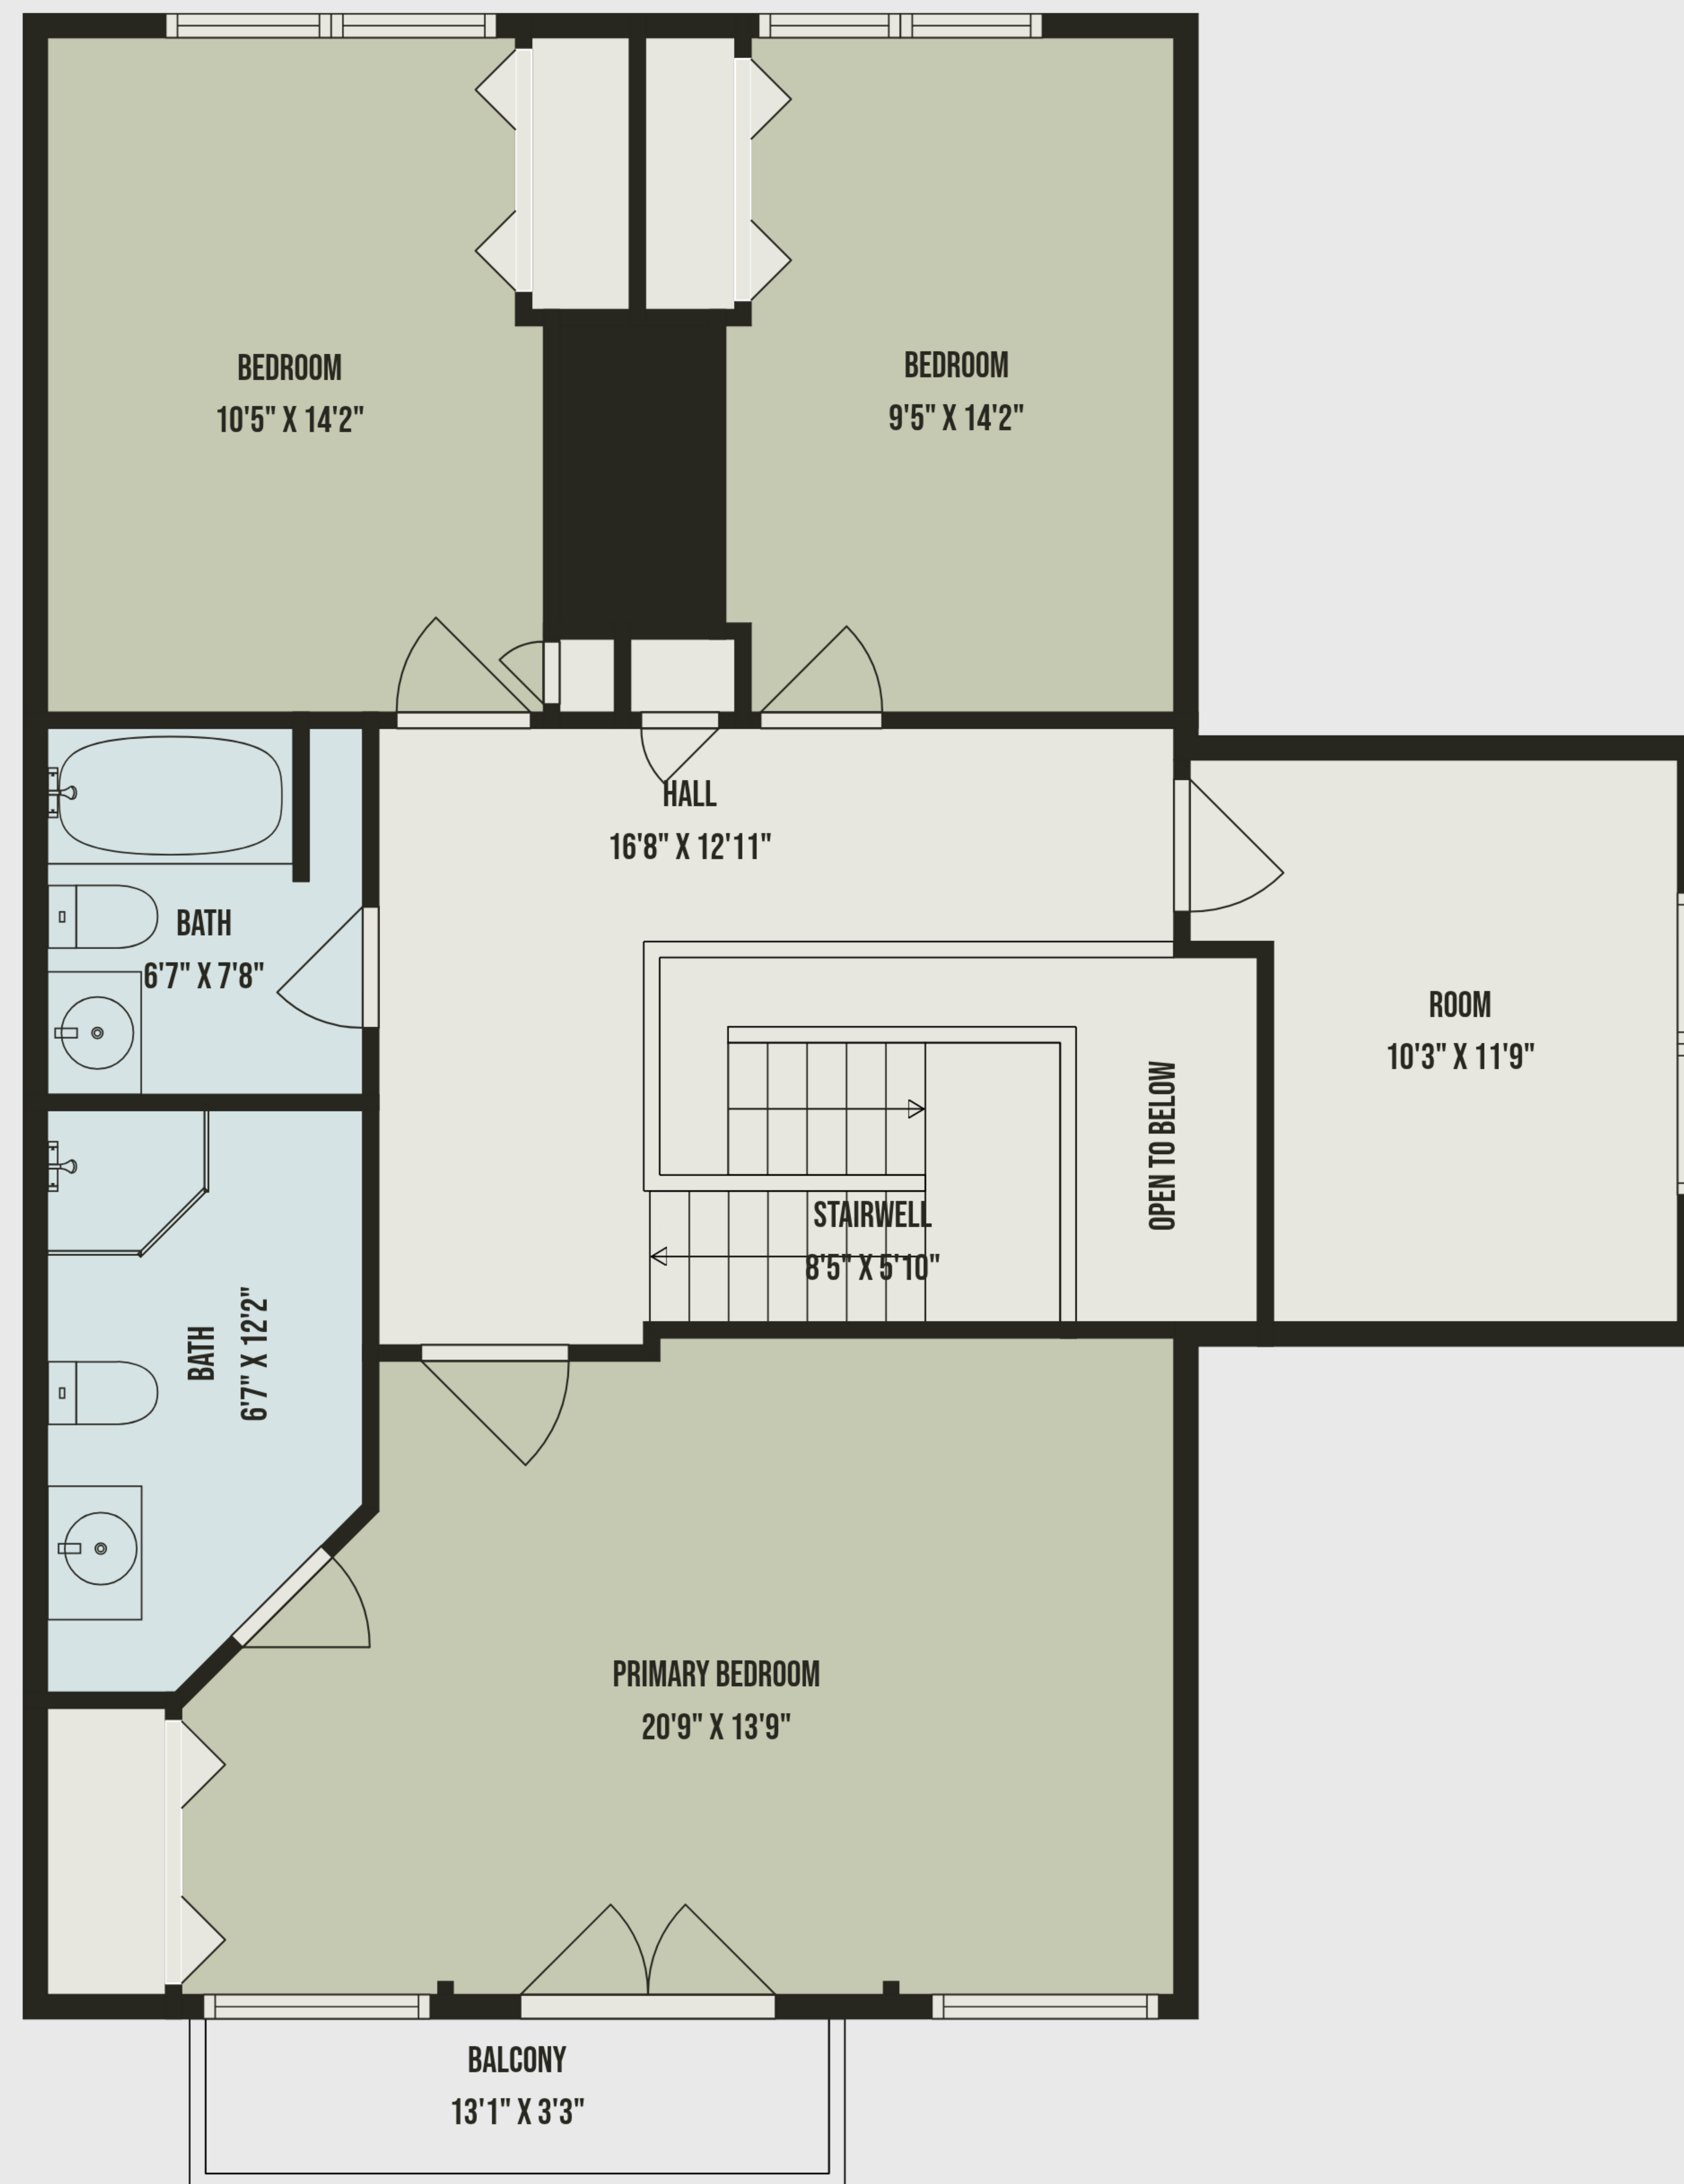 BEDROOM
10'5" X 14'2"
BEDROOM
9'5" X 14'2"
HALL
16'8" X 12'11"
BATH
6'7" X 7'8"
ROOM
10'3" X 11'9"
OPEN TO BELOW
STAIRWELL
8'5" X 5'10"
BATH
6'7" X 12'2"
PRIMARY BEDROOM
20'9" X 13'9"
BALCONY
13'1" X 3'3"